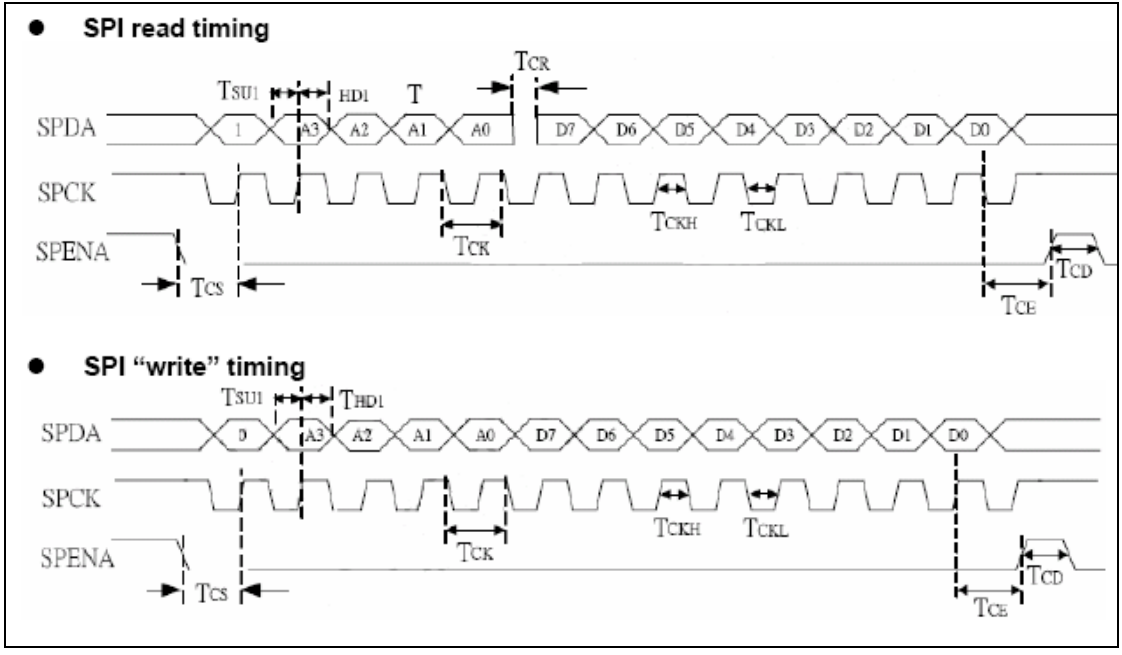 ● SPI read timing
TCR
TSU1 HD1 T
SPDA 1 A3 A2 A1 A0 D7 D6 D5 D4 D3 D2 D1 D0
SPCK
TCK TCKH TCKL
SPENA
TCS TCD
TCE
● SPI “write” timing
TSU1 THD1
SPDA 0 A3 A2 A1 A0 D7 D6 D5 D4 D3 D2 D1 D0
SPCK
TCK TCKH TCKL
SPENA
TCS TCD
TCE